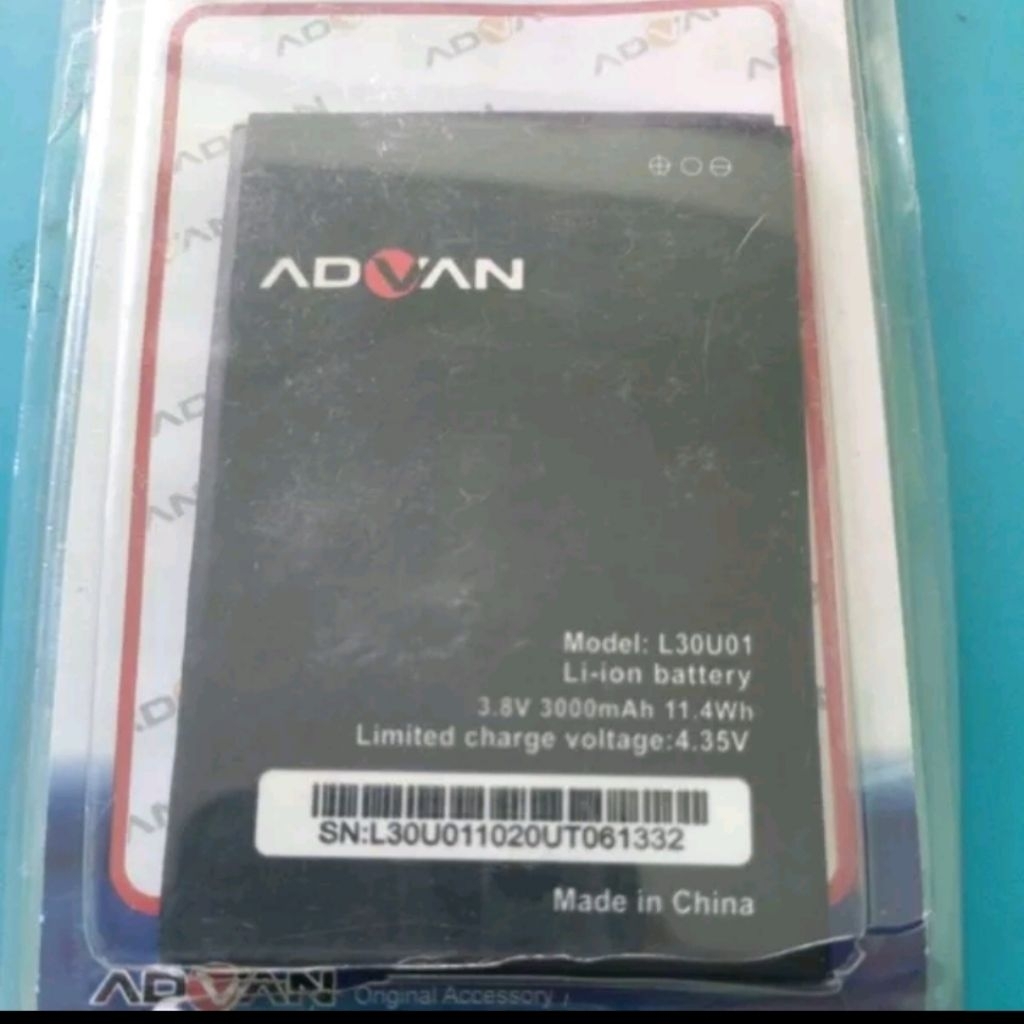 ADVAN
Model: L30U01
Li-ion battery
3.8V 3000mAh 11.4Wh
Limited charge voltage:4.35V
SN:L30U011020UT061332
Made in China
ADVAN Original Accessory